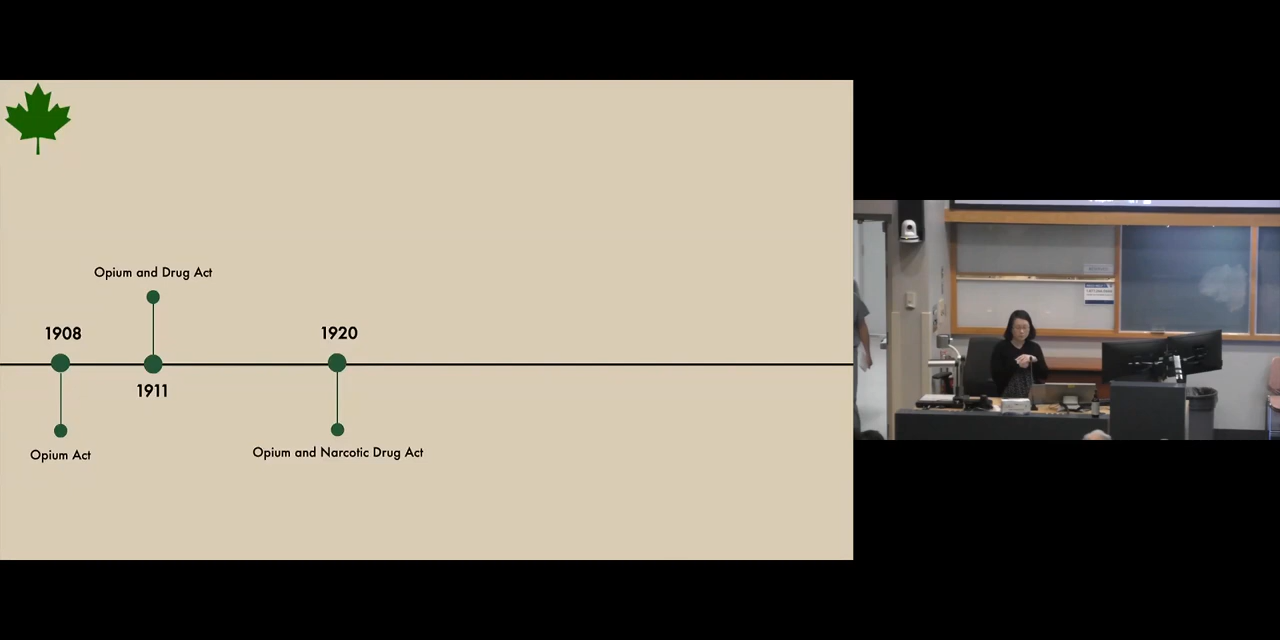 Opium and Drug Act
1908
1920
1911
Opium Act
Opium and Narcotic Drug Act